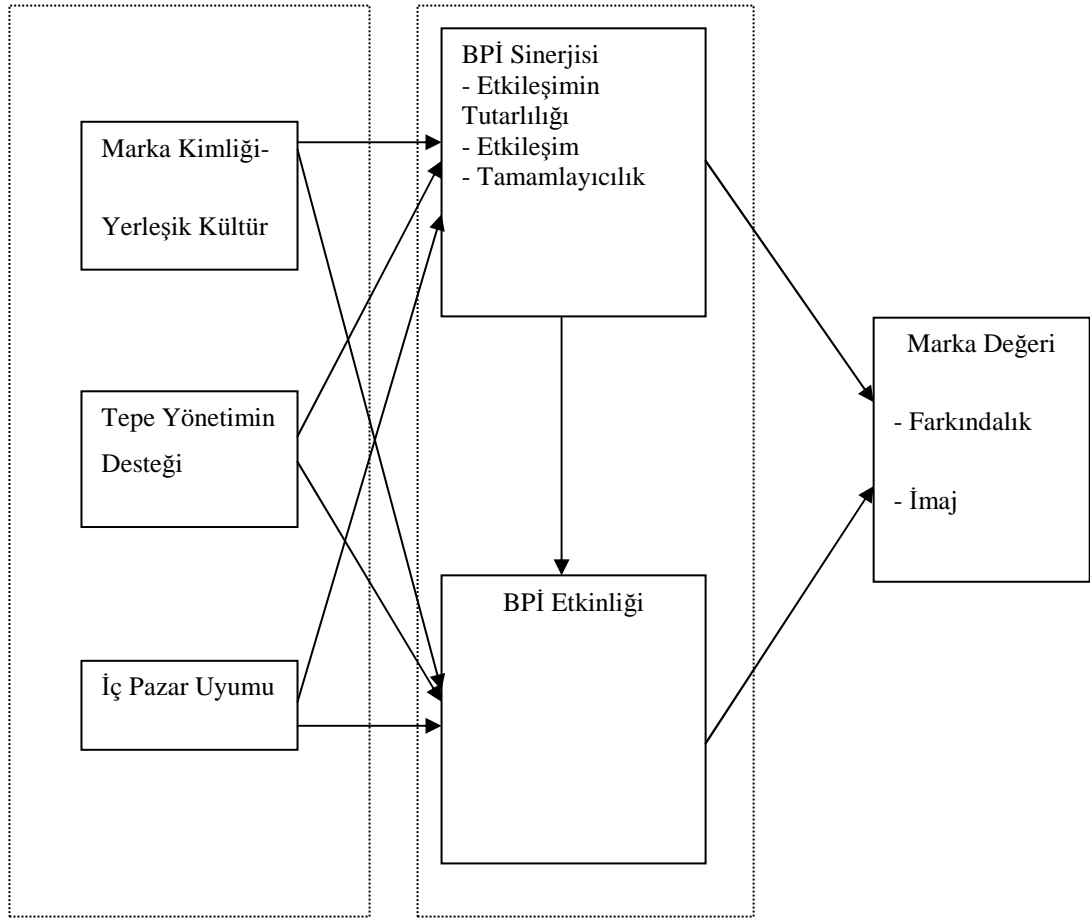 Marka Kimliği-
Yerleşik Kültür
Tepe Yönetimin
Desteği
İç Pazar Uyumu
BPİ Sinerjisi
- Etkileşimin
Tutarlılığı
- Etkileşim
- Tamamlayıcılık
BPİ Etkinliği
Marka Değeri
- Farkındalık
- İmaj